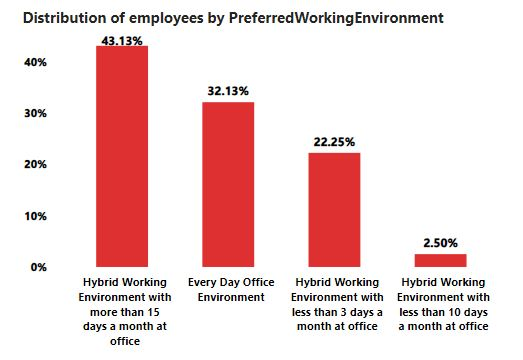 Distribution of employees by PreferredWorkingEnvironment
43.13%
40%
32.13%
30%
22.25%
20%
10%
2.50%
0%
Hybrid Working
Environment with
more than 15
days a month at
office
Every Day Office
Environment
Hybrid Working
Environment with
less than 3 days a
month at office
Hybrid Working
Environment with
less than 10 days
a month at office